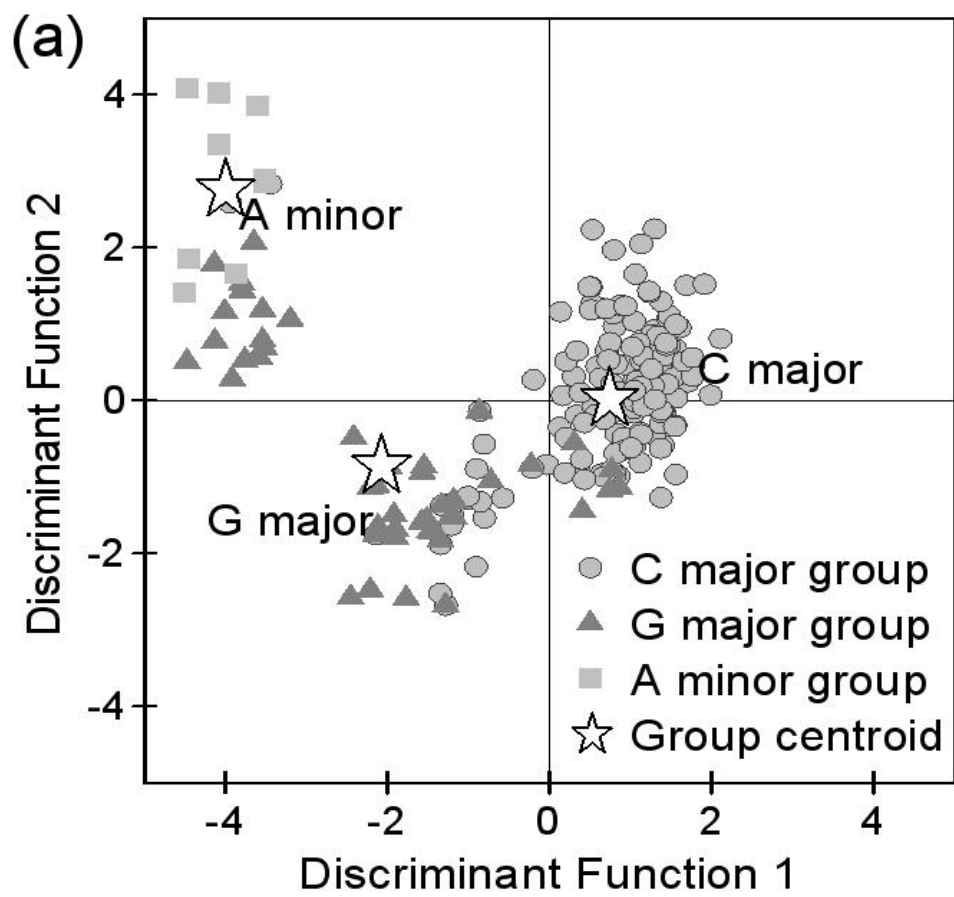 (a)
4
2
0
-2
-4
Discriminant Function 2
A minor
C major
G major
C major group
G major group
A minor group
Group centroid
-4 -2 0 2 4
Discriminant Function 1